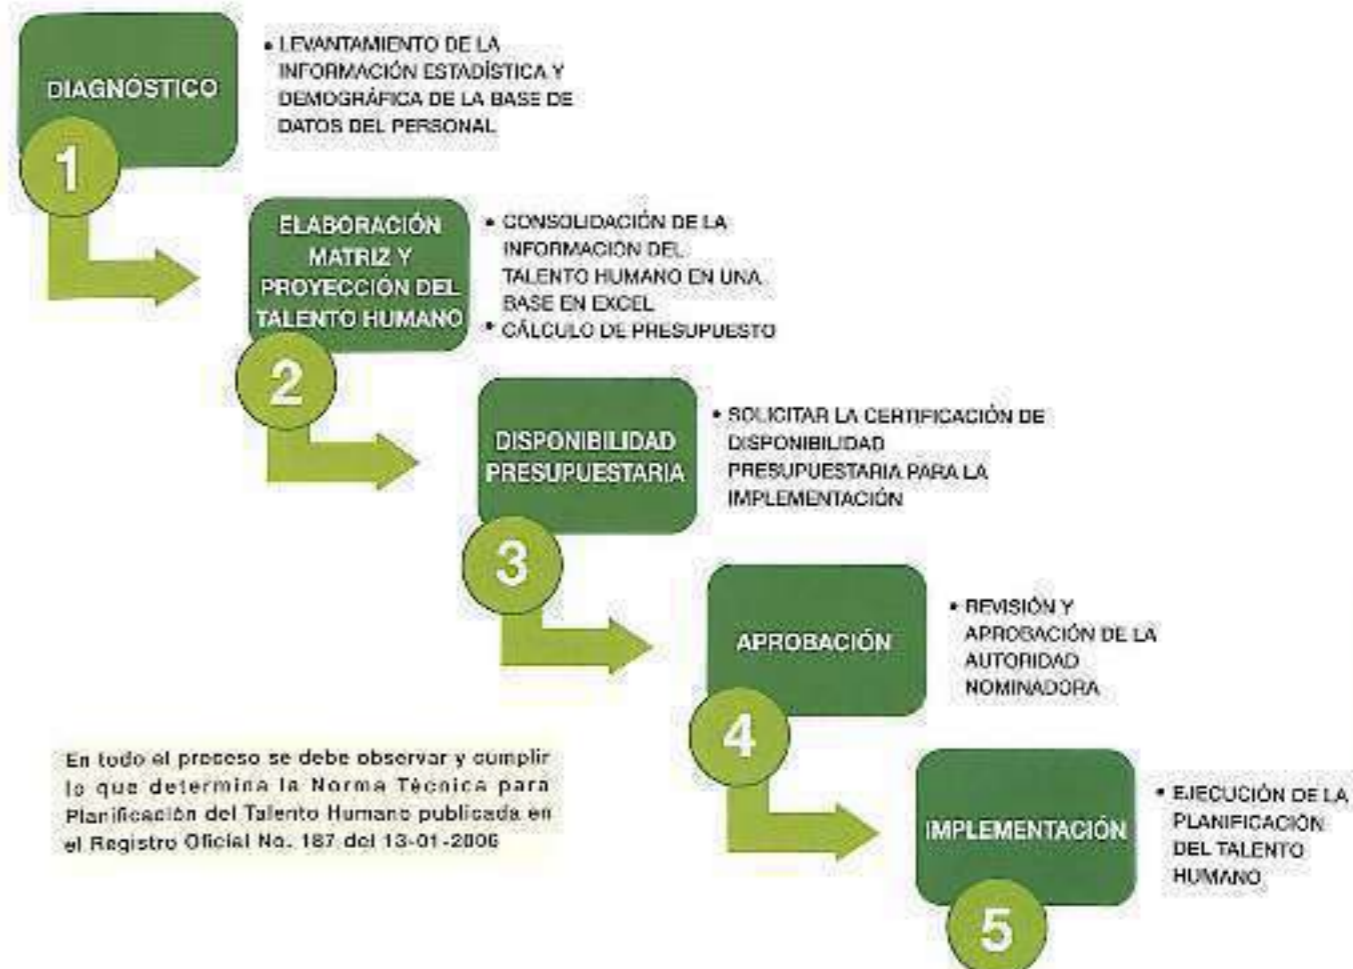 DIAGNÓSTICO
1
• LEVANTAMIENTO DE LA
INFORMACIÓN ESTADÍSTICA Y
DEMOGRÁFICA DE LA BASE DE
DATOS DEL PERSONAL
ELABORACIÓN
MATRIZ Y
PROYECCIÓN DEL
TALENTO HUMANO
2
• CONSOLIDACIÓN DE LA
INFORMACIÓN DEL
TALENTO HUMANO EN UNA
BASE EN EXCEL
• CÁLCULO DE PRESUPUESTO
DISPONIBILIDAD
PRESUPUESTARIA
3
• SOLICITAR LA CERTIFICACIÓN DE
DISPONIBILIDAD
PRESUPUESTARIA PARA LA
IMPLEMENTACIÓN
APROBACIÓN
4
• REVISIÓN Y
APROBACIÓN DE LA
AUTORIDAD
NOMINADORA
En todo el proceso se debe observar y cumplir
lo que determina la Norma Técnica para
Planificación del Talento Humano publicada en
el Registro Oficial No. 187 del 13-01-2006
IMPLEMENTACIÓN
5
• EJECUCIÓN DE LA
PLANIFICACIÓN
DEL TALENTO
HUMANO